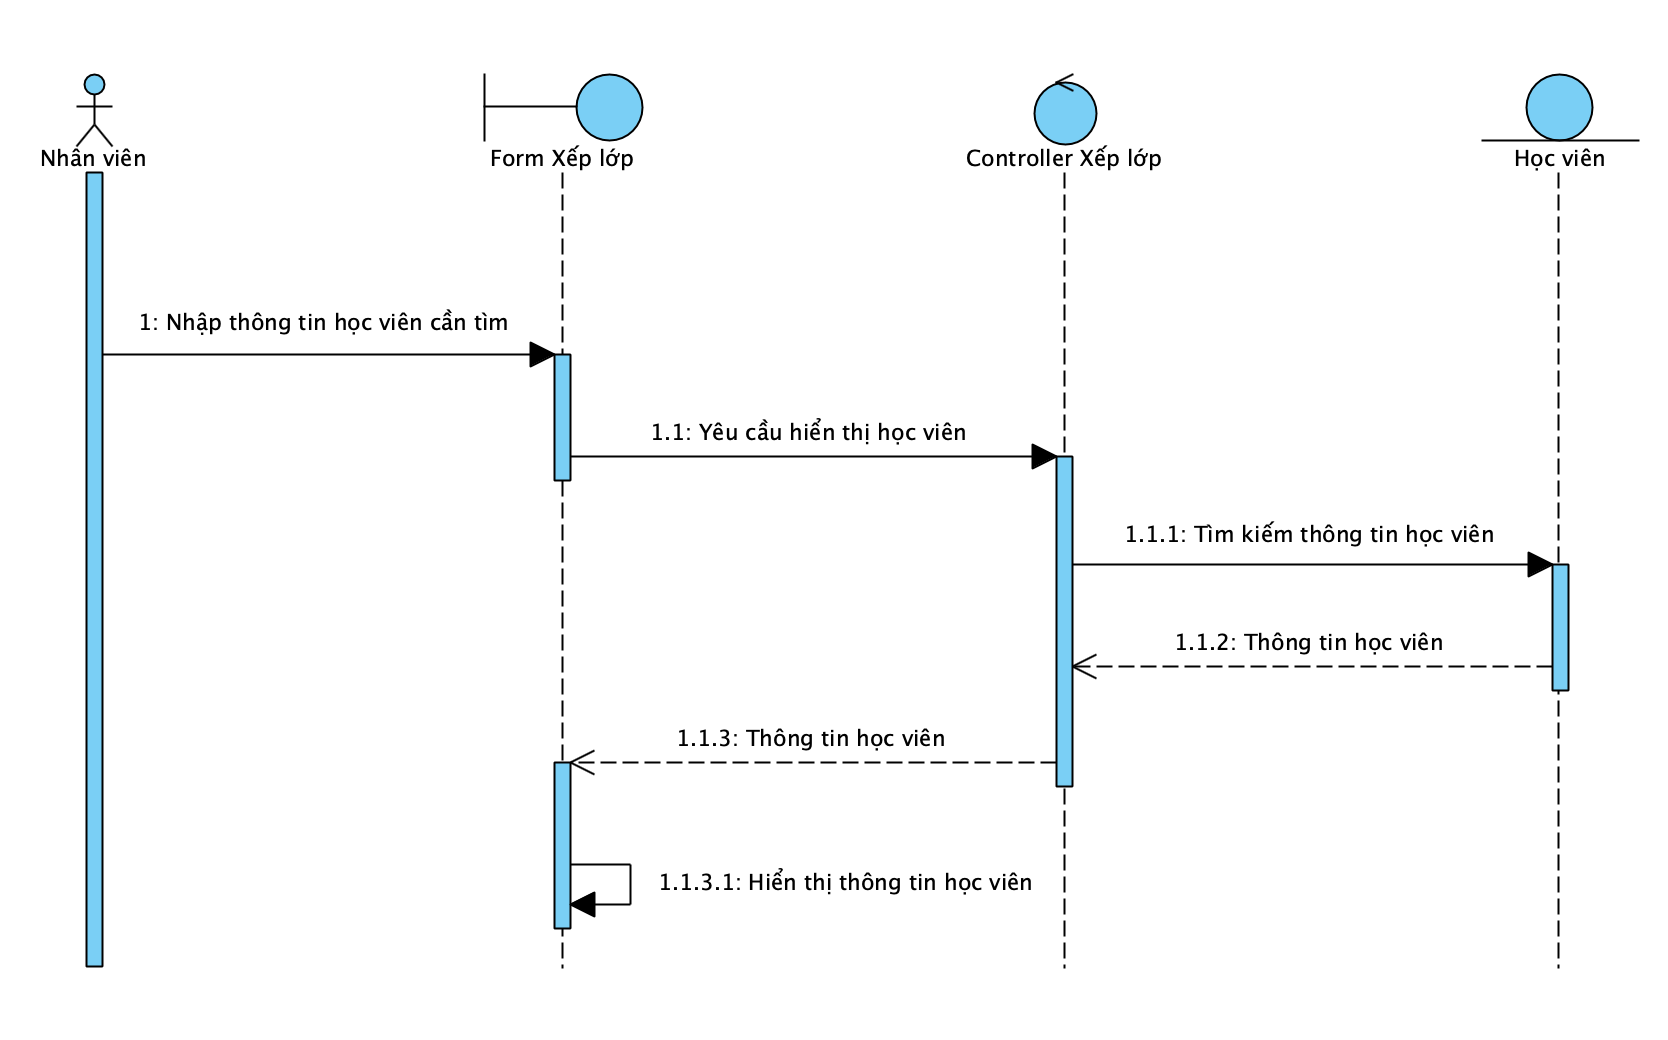 Nhân viên
Form Xếp lớp
Controller Xếp lớp
Học viên
1: Nhập thông tin học viên cần tìm
1.1: Yêu cầu hiển thị học viên
1.1.1: Tìm kiếm thông tin học viên
1.1.2: Thông tin học viên
1.1.3: Thông tin học viên
1.1.3.1: Hiển thị thông tin học viên